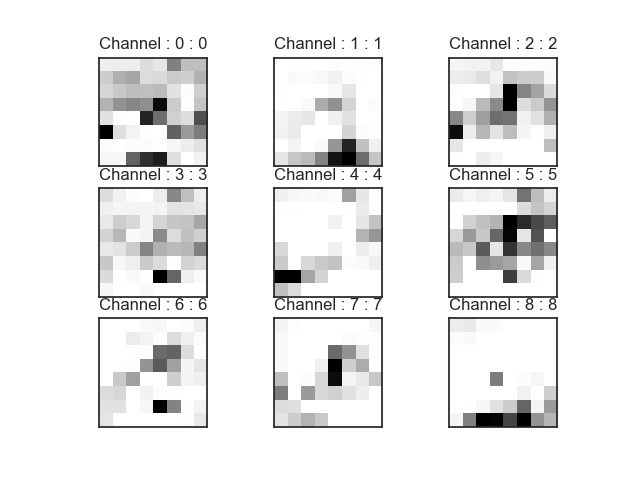 Channel : 0 : 0
Channel : 1 : 1
Channel : 2 : 2
Channel : 3 : 3
Channel : 4 : 4
Channel : 5 : 5
Channel : 6 : 6
Channel : 7 : 7
Channel : 8 : 8